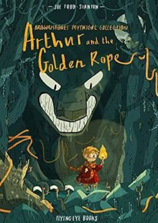 JOE TODD-STANTON
BROWNSTONE'S MYTHICAL COLLECTION
Arthur and the
Golden Rope
FLYING EYE BOOKS